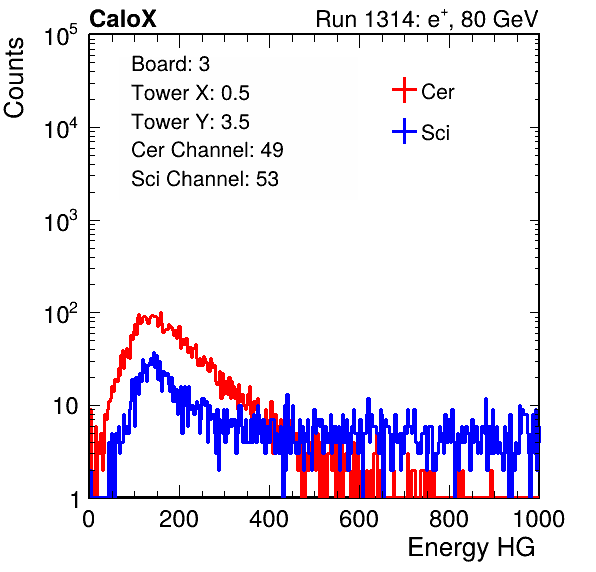 CaloX Run 1314: e⁺, 80 GeV
Counts
10⁵
10⁴
10³
10²
10
1
Board: 3
Tower X: 0.5
Tower Y: 3.5
Cer Channel: 49
Sci Channel: 53
Cer
Sci
0 200 400 600 800 1000
Energy HG